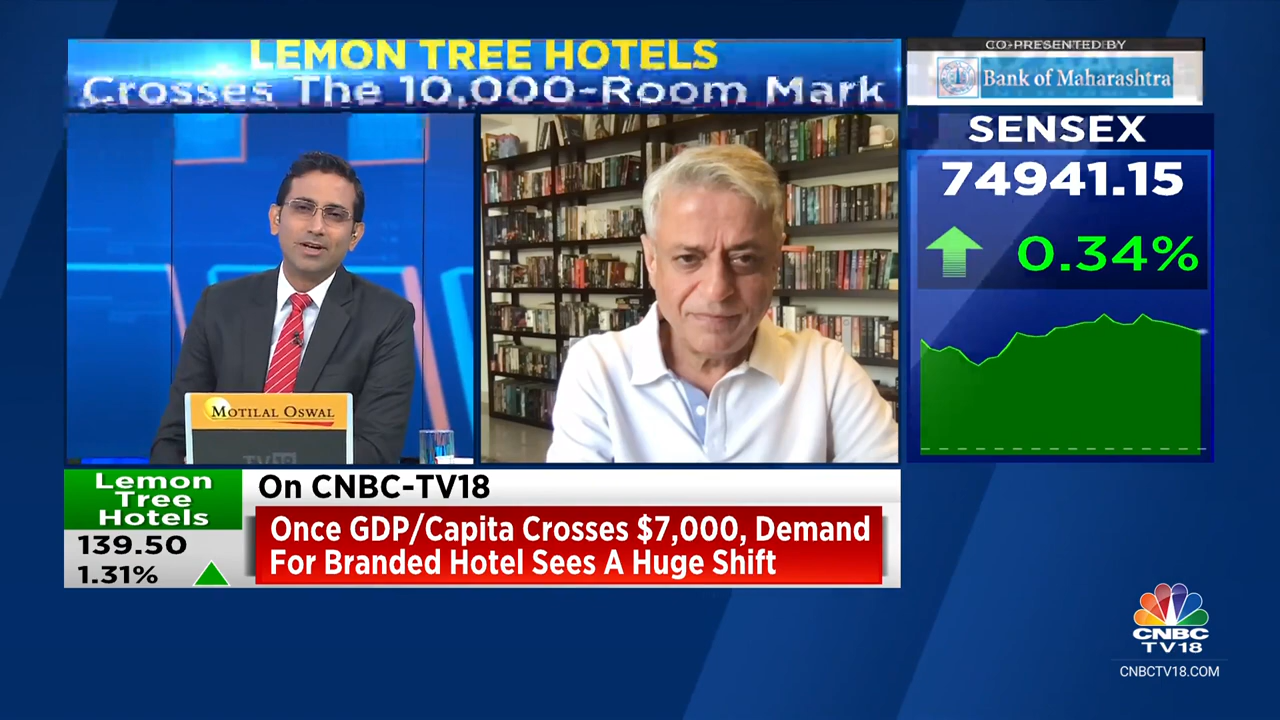 LEMON TREE HOTELS
Crosses The 10,000-Room Mark
CO-PRESENTED BY
Bank of Maharashtra
SENSEX
74941.15
0.34%
MOTILAL OSWAL
TV18
Lemon
Tree
Hotels
139.50
1.31%
On CNBC-TV18
Once GDP/Capita Crosses $7,000, Demand
For Branded Hotel Sees A Huge Shift
CNBC
TV18
CNBCTV18.COM